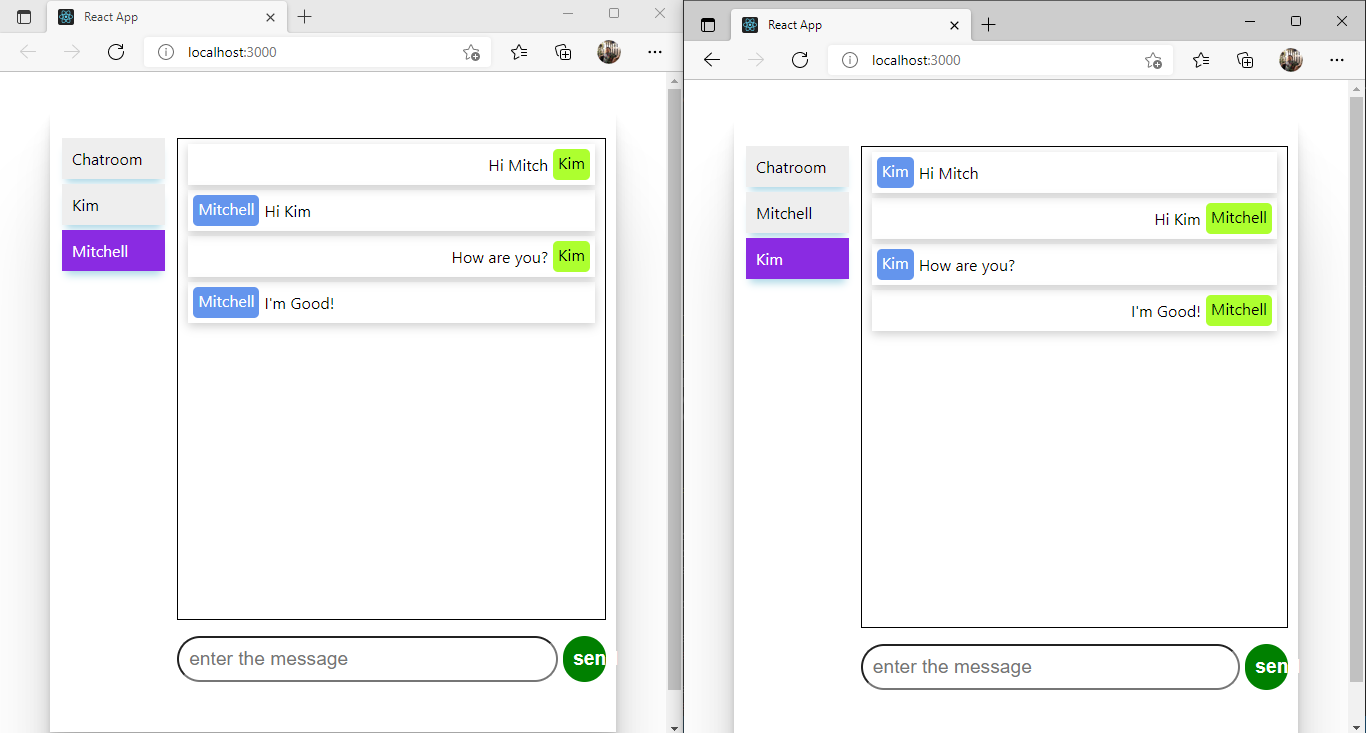 React App
localhost:3000
Chatroom
Kim
Mitchell
Hi Mitch Kim
Mitchell Hi Kim
How are you? Kim
Mitchell I'm Good!
enter the message
sen
React App
localhost:3000
Chatroom
Mitchell
Kim
Kim Hi Mitch
Hi Kim Mitchell
Kim How are you?
I'm Good! Mitchell
enter the message
sen